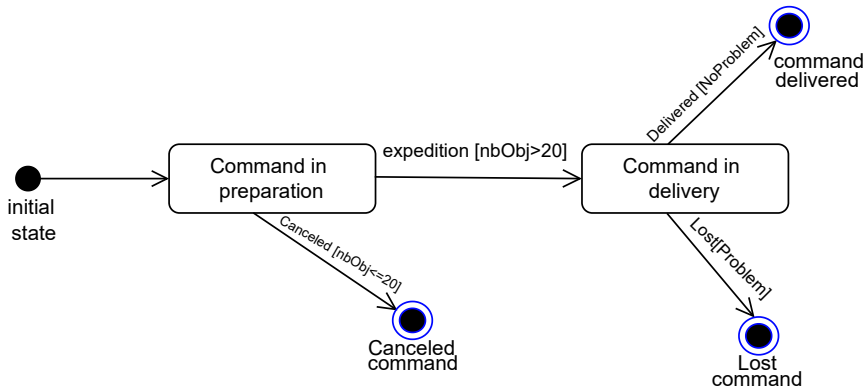 initial
state
Command in
preparation
expedition [nbObj>20]
Canceled [nbObj<=20]
Canceled
command
Command in
delivery
Delivered [NoProblem]
command
delivered
Lost[Problem]
Lost
command